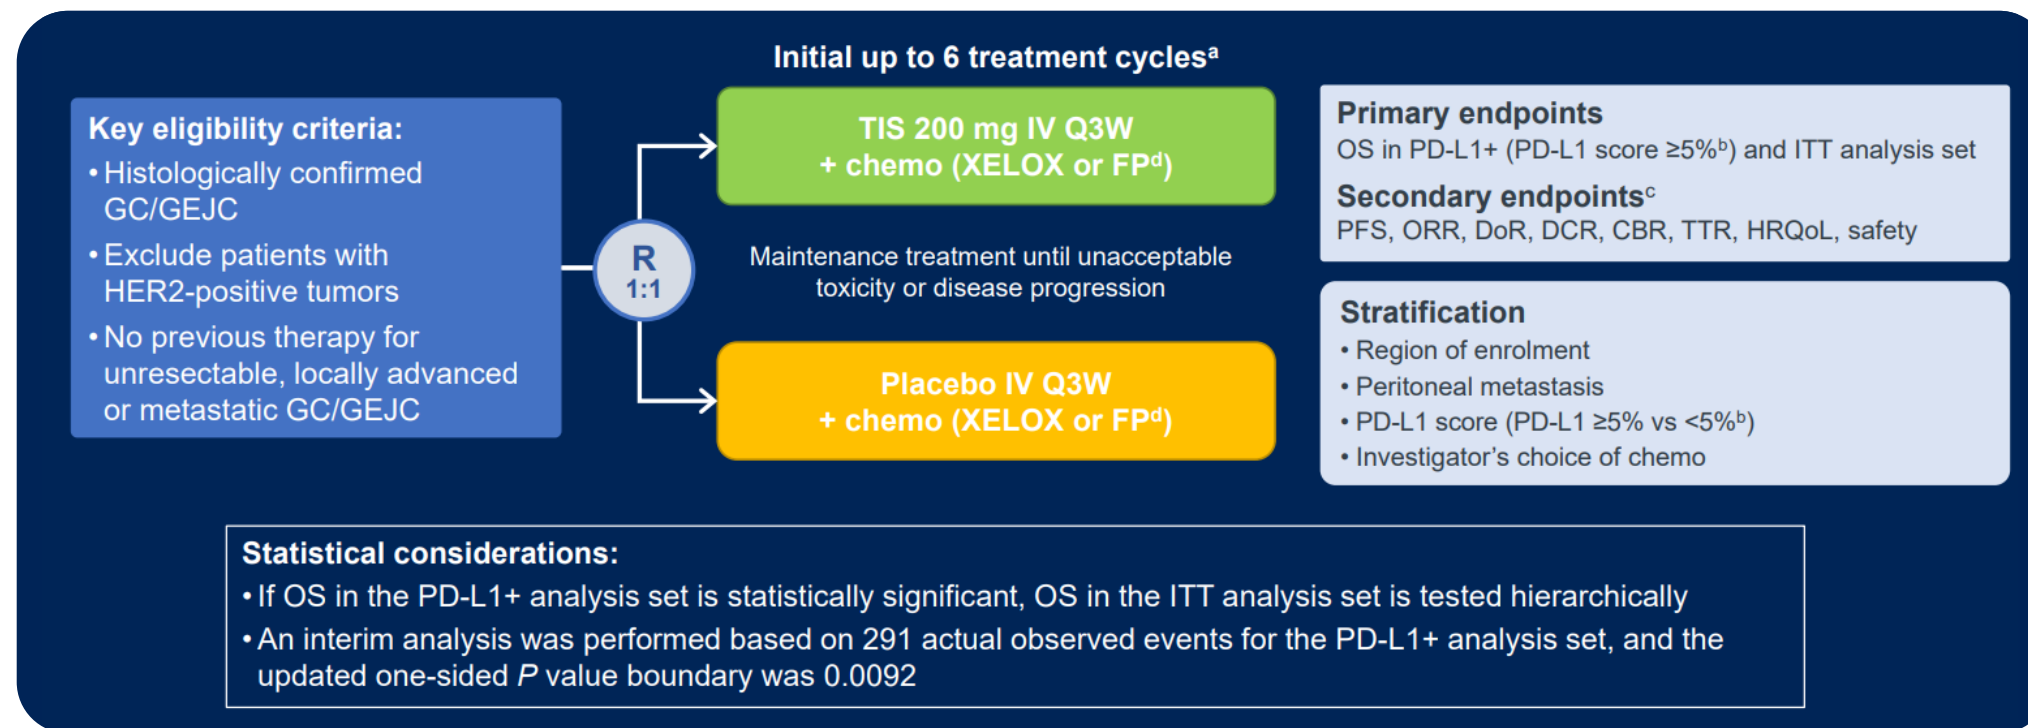 Initial up to 6 treatment cyclesᵃ
Key eligibility criteria:
• Histologically confirmed
GC/GEJC
• Exclude patients with
HER2-positive tumors
• No previous therapy for
unresectable, locally advanced
or metastatic GC/GEJC
R
1:1
TIS 200 mg IV Q3W
+ chemo (XELOX or FPᵈ)
Maintenance treatment until unacceptable
toxicity or disease progression
Placebo IV Q3W
+ chemo (XELOX or FPᵈ)
Primary endpoints
OS in PD-L1+ (PD-L1 score ≥5%ᵇ) and ITT analysis set
Secondary endpointsᶜ
PFS, ORR, DoR, DCR, CBR, TTR, HRQoL, safety
Stratification
• Region of enrolment
• Peritoneal metastasis
• PD-L1 score (PD-L1 ≥5% vs <5%ᵇ)
• Investigator's choice of chemo
Statistical considerations:
• If OS in the PD-L1+ analysis set is statistically significant, OS in the ITT analysis set is tested hierarchically
• An interim analysis was performed based on 291 actual observed events for the PD-L1+ analysis set, and the
updated one-sided P value boundary was 0.0092